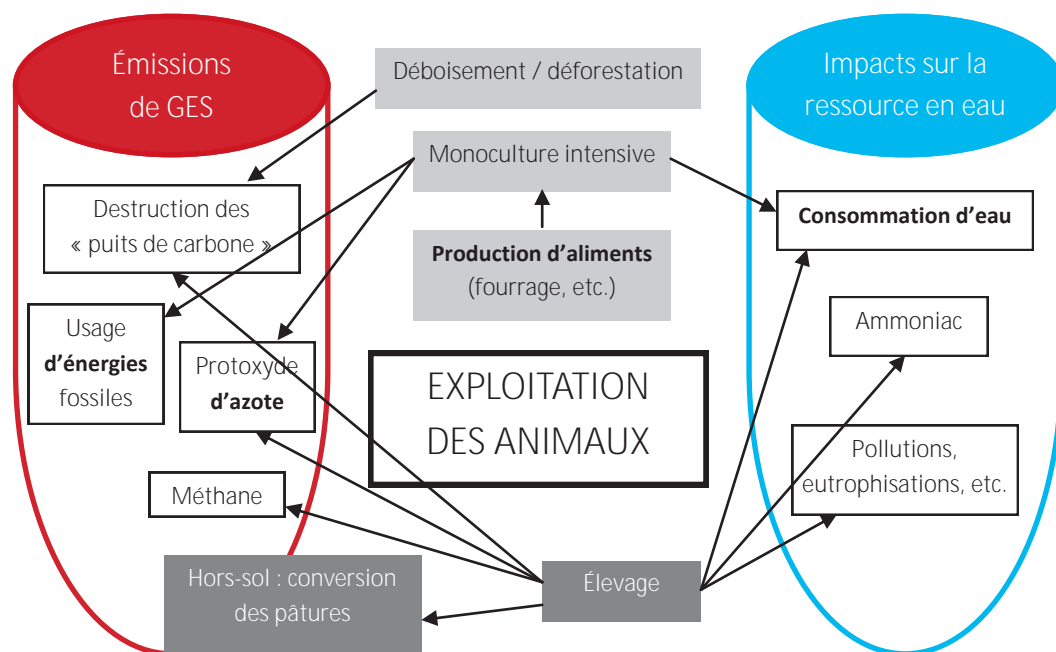 Émissions
de GES
Déboisement / déforestation
Impacts sur la
ressource en eau
Monoculture intensive
Destruction des
« puits de carbone »
Consommation d’eau
Production d’aliments
(fourrage, etc.)
Usage
d’énergies
fossiles
Protoxyde
d’azote
Ammoniac
EXPLOITATION
DES ANIMAUX
Pollutions,
eutrophisations, etc.
Méthane
Hors-sol : conversion
des pâtures
Élevage